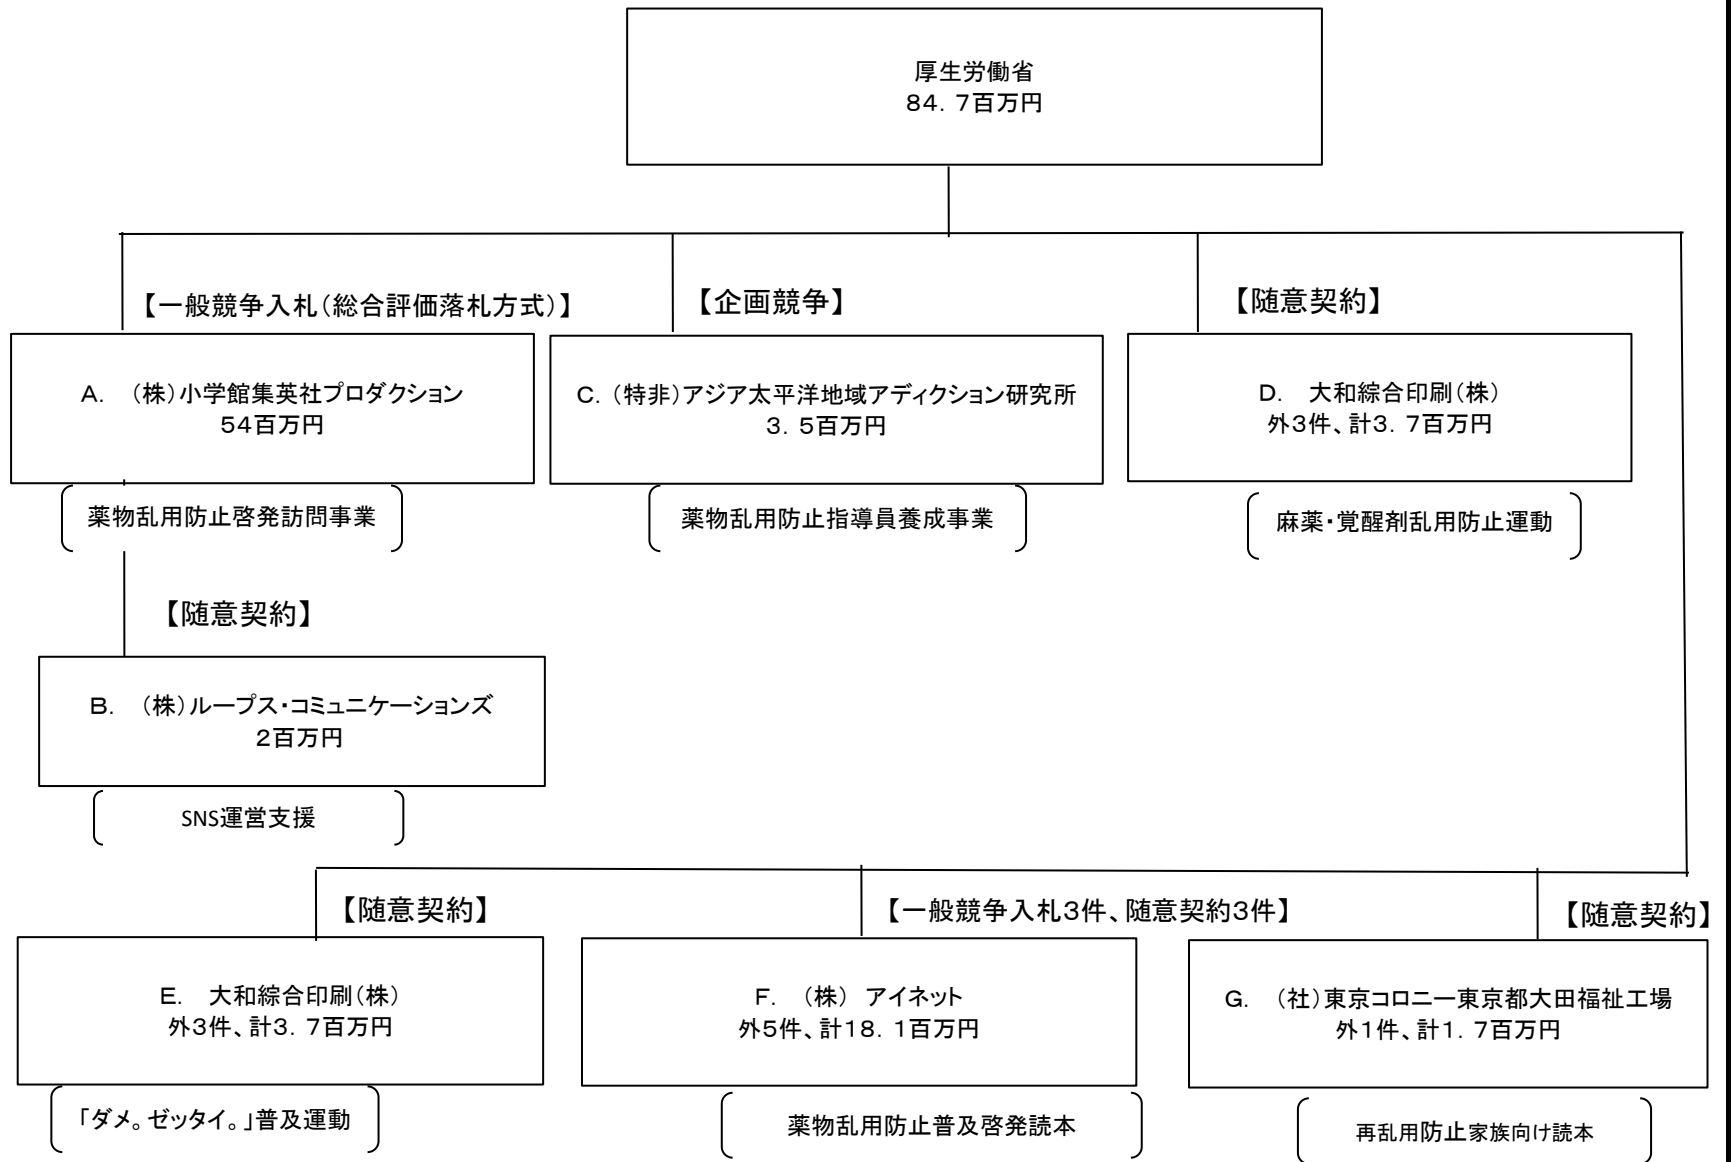 厚生労働省
84．7百万円
【一般競争入札（総合評価落札方式）】
【企画競争】
【随意契約】
A.　（株）小学館集英社プロダクション
54百万円
C.（特非）アジア太平洋地域アディクション研究所
3．5百万円
D.　大和綜合印刷（株）
外3件、計3．7百万円
薬物乱用防止啓発訪問事業
薬物乱用防止指導員養成事業
麻薬・覚醒剤乱用防止運動
【随意契約】
B.　（株）ループス・コミュニケーションズ
2百万円
SNS運営支援
【随意契約】
【一般競争入札3件、随意契約3件】
【随意契約】
E.　大和綜合印刷（株）
外3件、計3．7百万円
F.　（株） アイネット
外5件、計18．1百万円
G.　（社）東京コロニー東京都大田福祉工場
外1件、計1．7百万円
「ダメ。ゼッタイ。」普及運動
薬物乱用防止普及啓発読本
再乱用防止家族向け読本